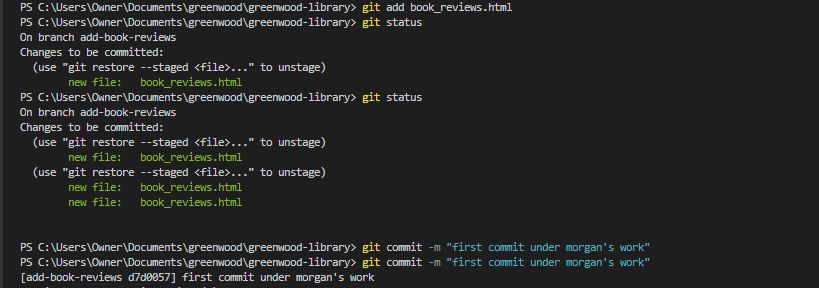 PS C:\Users\Owner\Documents\greenwood\greenwood-library> git add book_reviews.html
PS C:\Users\Owner\Documents\greenwood\greenwood-library> git status
On branch add-book-reviews
Changes to be committed:
  (use "git restore --staged <file>..." to unstage)
        new file:   book_reviews.html
PS C:\Users\Owner\Documents\greenwood\greenwood-library> git status
On branch add-book-reviews
Changes to be committed:
  (use "git restore --staged <file>..." to unstage)
        new file:   book_reviews.html
  (use "git restore --staged <file>..." to unstage)
        new file:   book_reviews.html
        new file:   book_reviews.html
PS C:\Users\Owner\Documents\greenwood\greenwood-library> git commit -m "first commit under morgan's work"
PS C:\Users\Owner\Documents\greenwood\greenwood-library> git commit -m "first commit under morgan's work"
[add-book-reviews d7d0057] first commit under morgan's work